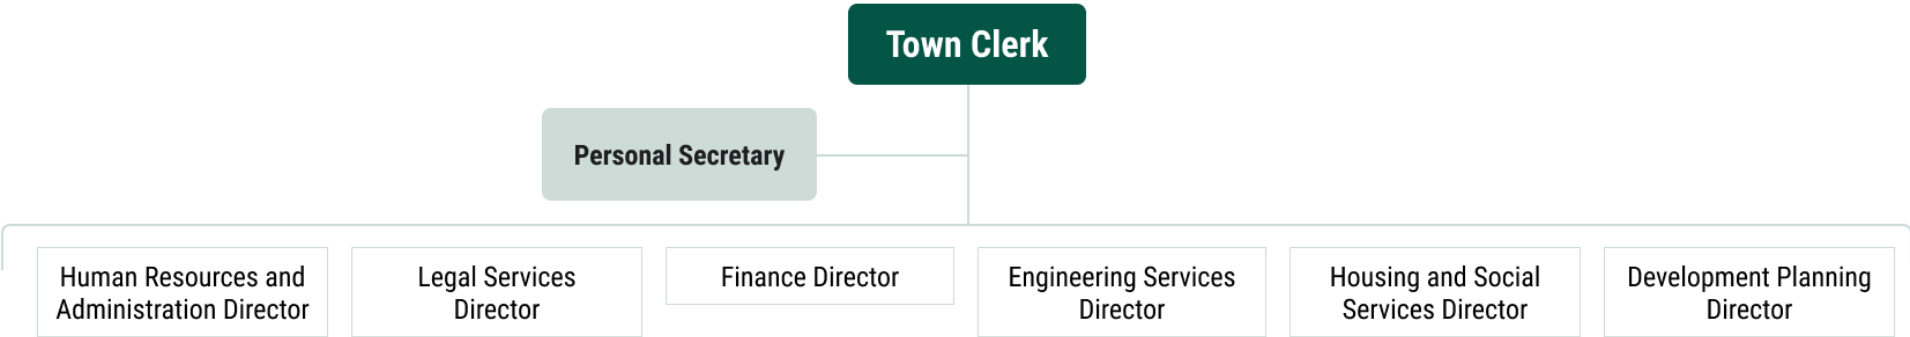 Town Clerk
Personal Secretary
Human Resources and
Administration Director
Legal Services
Director
Finance Director
Engineering Services
Director
Housing and Social
Services Director
Development Planning
Director